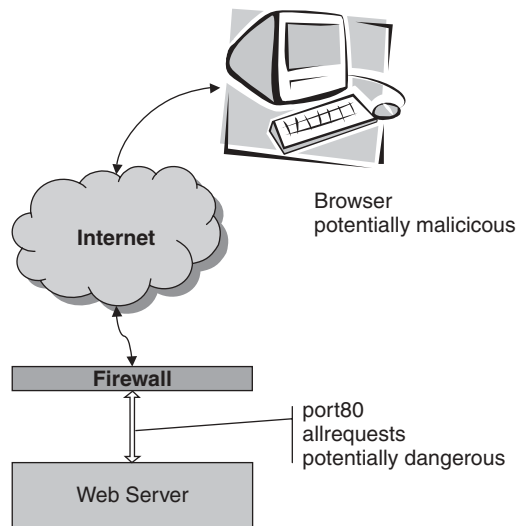 Browser
potentially malicicous
Internet
Firewall
port80
allrequests
potentially dangerous
Web Server